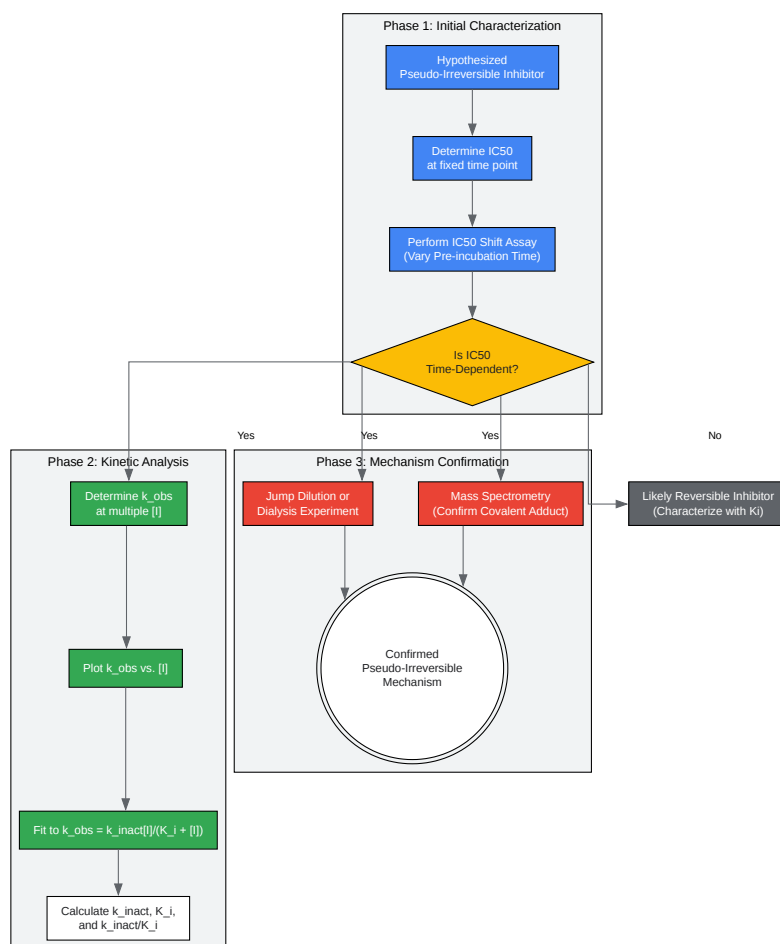 Phase 1: Initial Characterization
Hypothesized
Pseudo-Irreversible Inhibitor
Determine IC50
at fixed time point
Perform IC50 Shift Assay
(Vary Pre-incubation Time)
Is IC50
Time-Dependent?
Yes
Yes
Yes
No
Phase 2: Kinetic Analysis
Determine k_obs
at multiple [I]
Plot k_obs vs. [I]
Fit to k_obs = k_inact[I]/(K_i + [I])
Calculate k_inact, K_i,
and k_inact/K_i
Phase 3: Mechanism Confirmation
Jump Dilution or
Dialysis Experiment
Mass Spectrometry
(Confirm Covalent Adduct)
Confirmed
Pseudo-Irreversible
Mechanism
Likely Reversible Inhibitor
(Characterize with Ki)